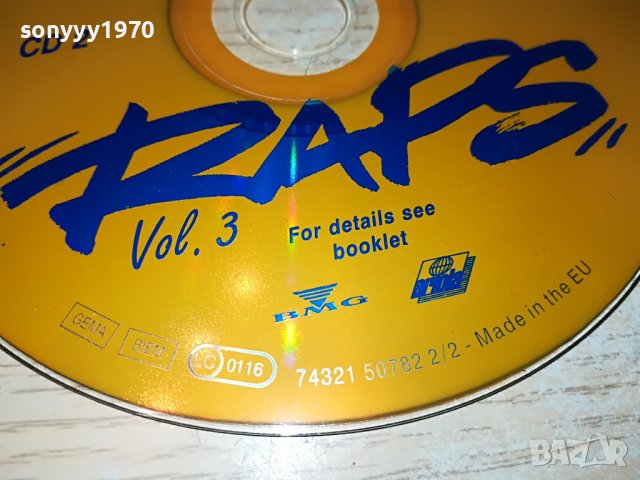 sonyyy1970
CD 2
"RAPS"
Vol. 3
For details see
booklet
BMG
ariola
GEMA
BIEM
LC 0116
74321 50782 2/2 - Made in the EU
BAZAR